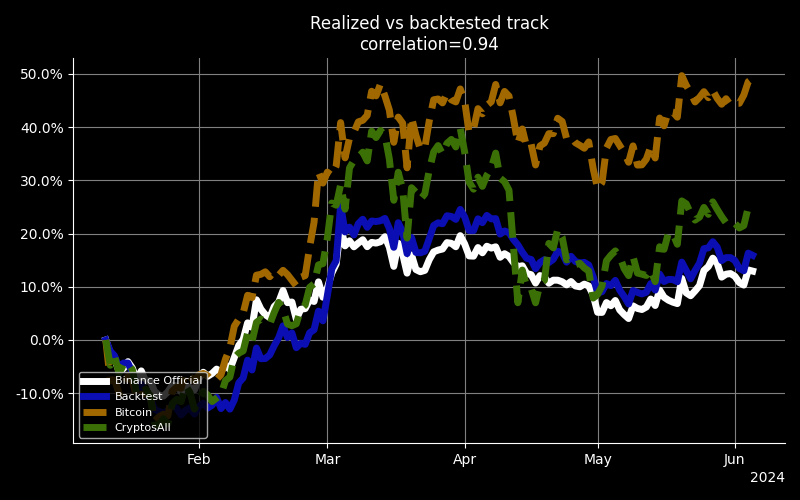 Realized vs backtested track
correlation=0.94
50.0%
40.0%
30.0%
20.0%
10.0%
0.0%
-10.0%
Binance Official
Backtest
Bitcoin
CryptosAll
Feb
Mar
Apr
May
Jun
2024